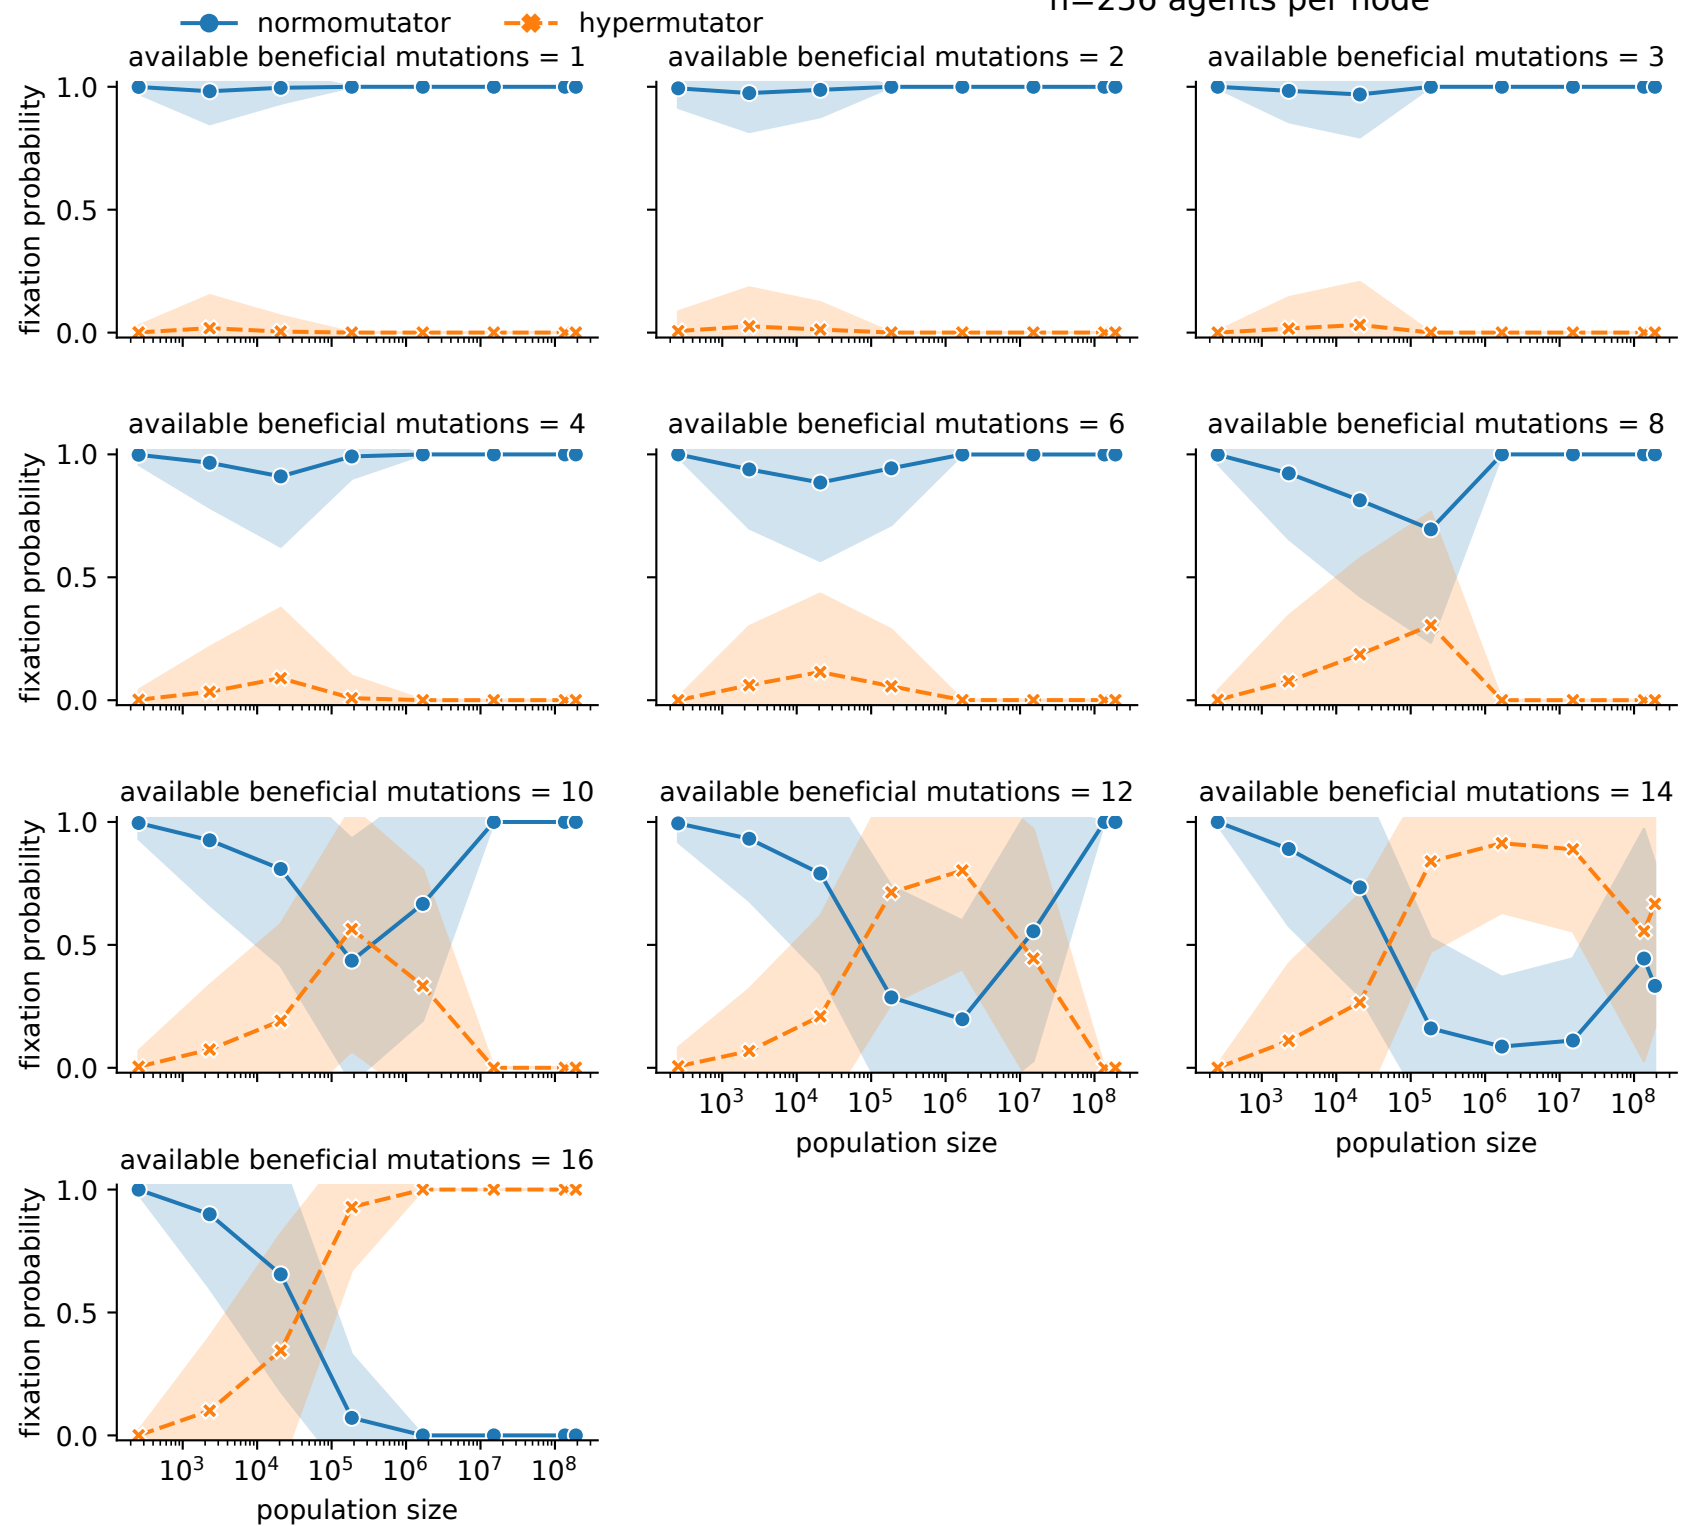 n=256 agents per node
normomutator hypermutator
available beneficial mutations = 1
available beneficial mutations = 2
available beneficial mutations = 3
fixation probability
1.0
0.5
0.0
available beneficial mutations = 4
available beneficial mutations = 6
available beneficial mutations = 8
fixation probability
1.0
0.5
0.0
available beneficial mutations = 10
available beneficial mutations = 12
available beneficial mutations = 14
fixation probability
1.0
0.5
0.0
10³ 10⁴ 10⁵ 10⁶ 10⁷ 10⁸
population size
10³ 10⁴ 10⁵ 10⁶ 10⁷ 10⁸
population size
available beneficial mutations = 16
fixation probability
1.0
0.5
0.0
10³ 10⁴ 10⁵ 10⁶ 10⁷ 10⁸
population size